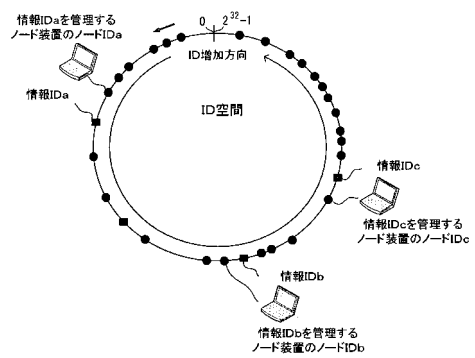 0 2³²-1
ID増加方向
ID空間
情報IDaを管理する
ノード装置のノードIDa
情報IDa
情報IDc
情報IDcを管理する
ノード装置のノードIDc
情報IDb
情報IDbを管理する
ノード装置のノードIDb